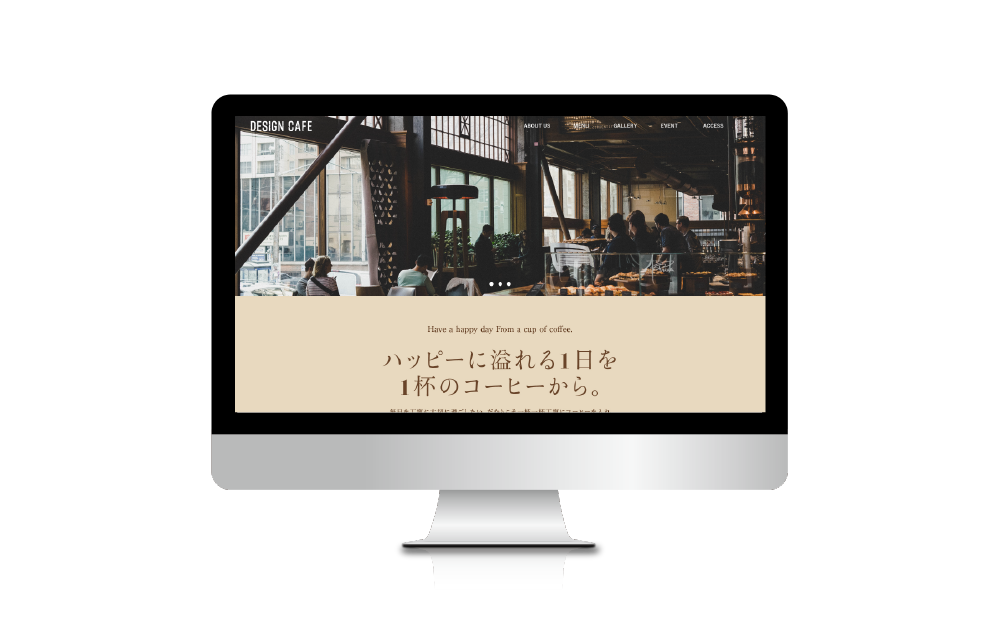 DESIGN CAFE
ABOUT US MENU GALLERY EVENT ACCESS
Have a happy day From a cup of coffee.
ハッピーに溢れる1日を
1杯のコーヒーから。